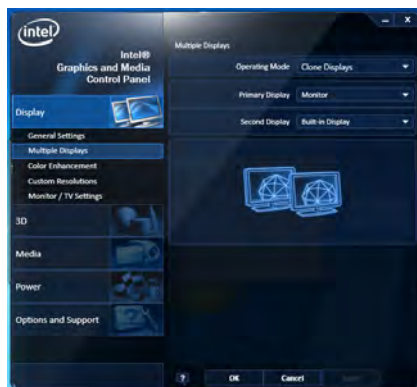 intel
Intel®
Graphics and Media
Control Panel
Display
General Settings
Multiple Displays
Color Enhancement
Custom Resolutions
Monitor / TV Settings
3D
Media
Power
Options and Support
Multiple Displays
Operating Mode Clone Displays
Primary Display Monitor
Second Display Built-in Display
? OK Cancel